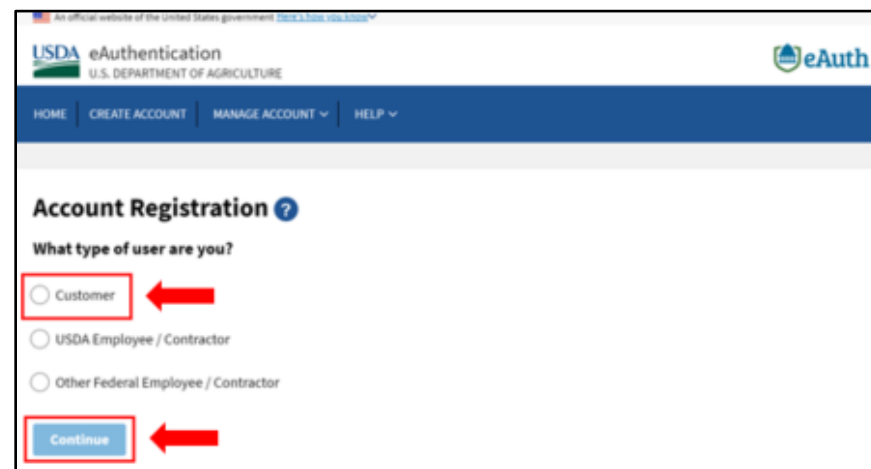 An official website of the United States government Here's how you know
USDA eAuthentication
U.S. DEPARTMENT OF AGRICULTURE
eAuth
HOME CREATE ACCOUNT MANAGE ACCOUNT HELP
Account Registration ?
What type of user are you?
Customer
USDA Employee / Contractor
Other Federal Employee / Contractor
Continue